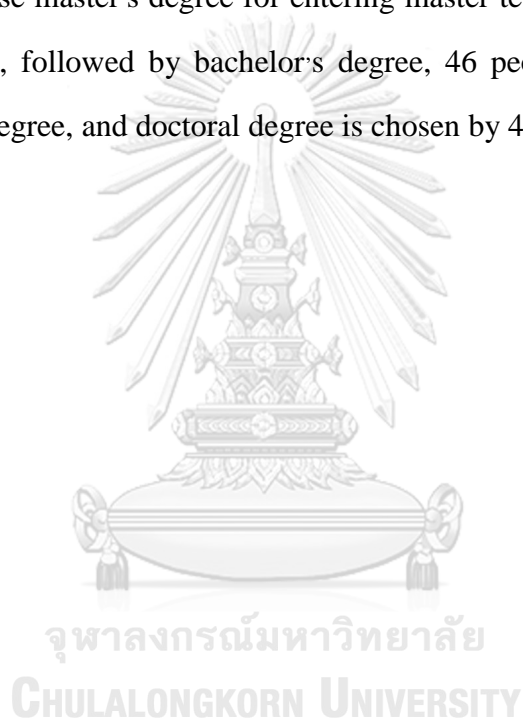 se master's degree for entering master te
, followed by bachelor's degree, 46 peo
egree, and doctoral degree is chosen by 4
จุฬาลงกรณ์มหาวิทยาลัย
CHULALONGKORN UNIVERSITY